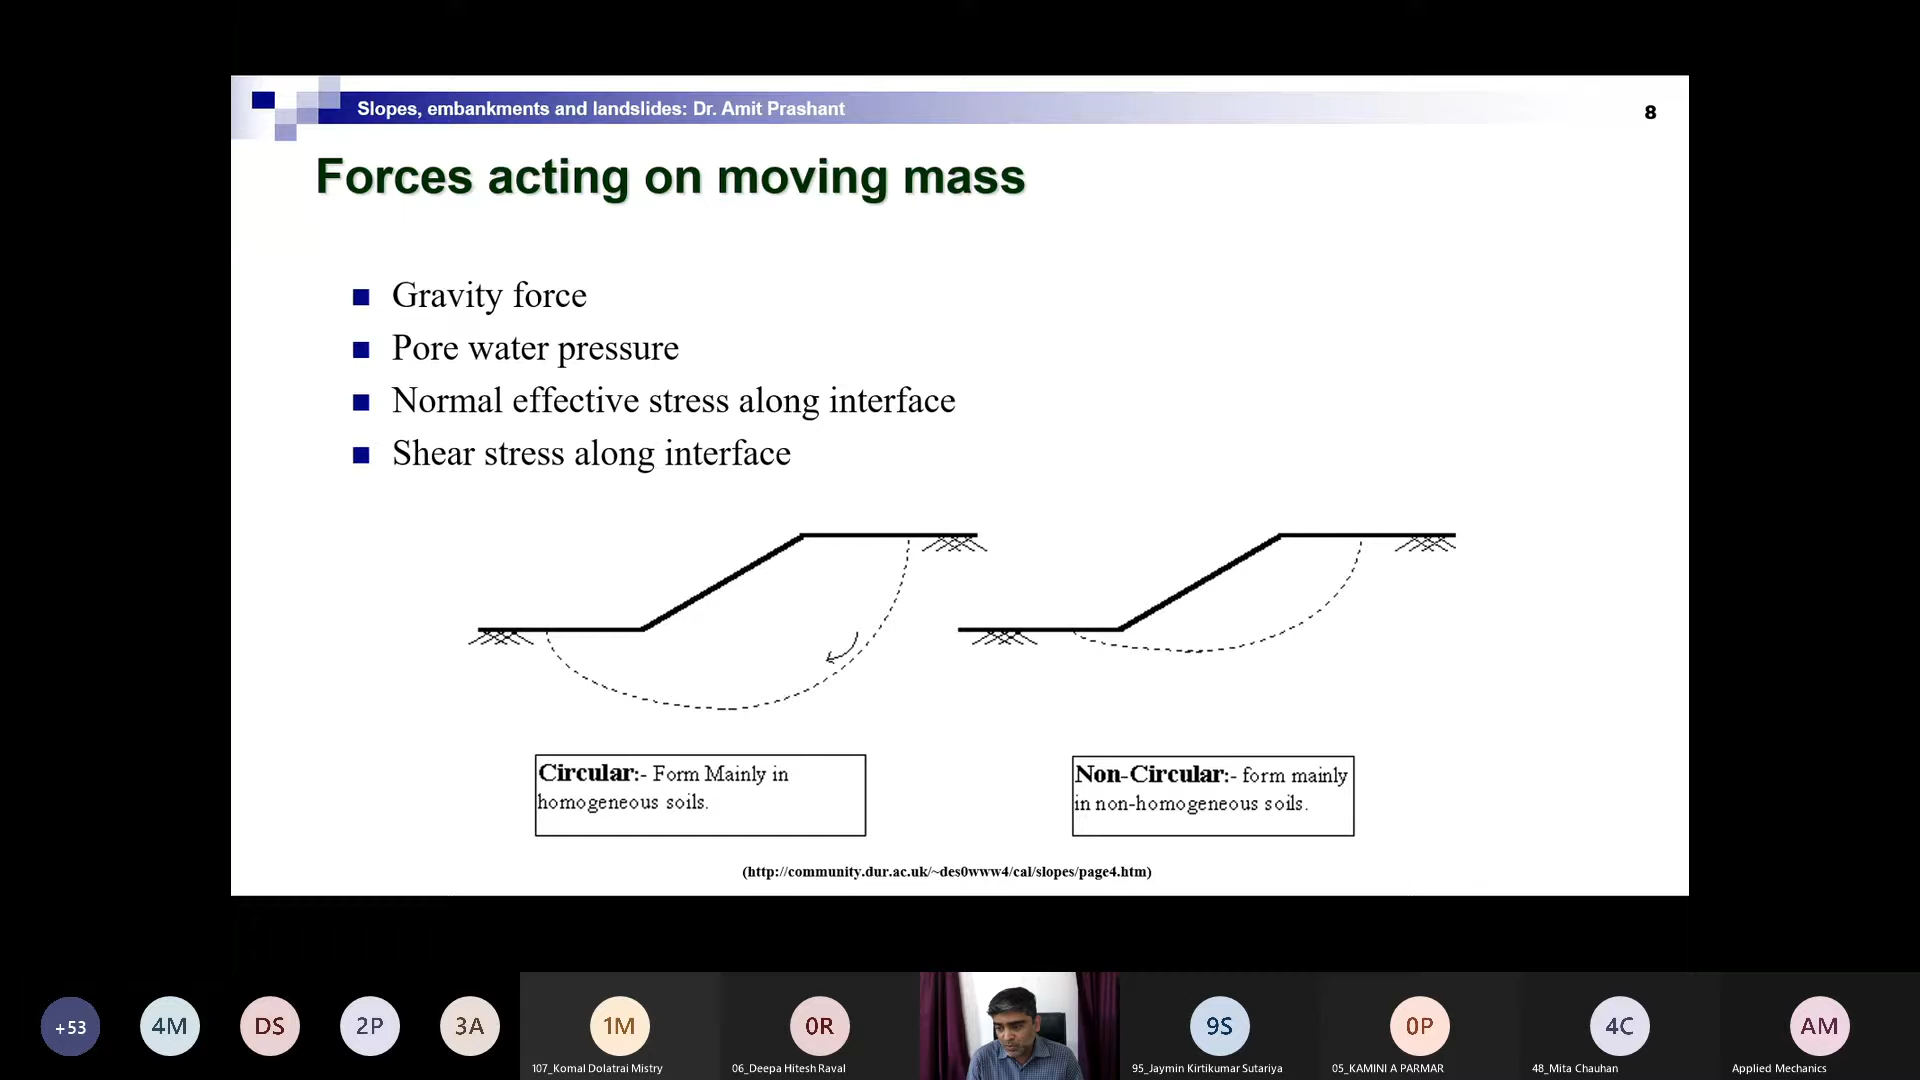 Slopes, embankments and landslides: Dr. Amit Prashant
8
Forces acting on moving mass
Gravity force
Pore water pressure
Normal effective stress along interface
Shear stress along interface
Circular:- Form Mainly in
homogeneous soils.
Non-Circular:- form mainly
in non-homogeneous soils.
(http://community.dur.ac.uk/~des0www4/cal/slopes/page4.htm)
+53
4M
DS
2P
3A
1M
0R
9S
0P
4C
AM
107_Komal Dolatrai Mistry
06_Deepa Hitesh Raval
95_Jaymin Kirtikumar Sutariya
05_KAMINI A PARMAR
48_Mita Chauhan
Applied Mechanics